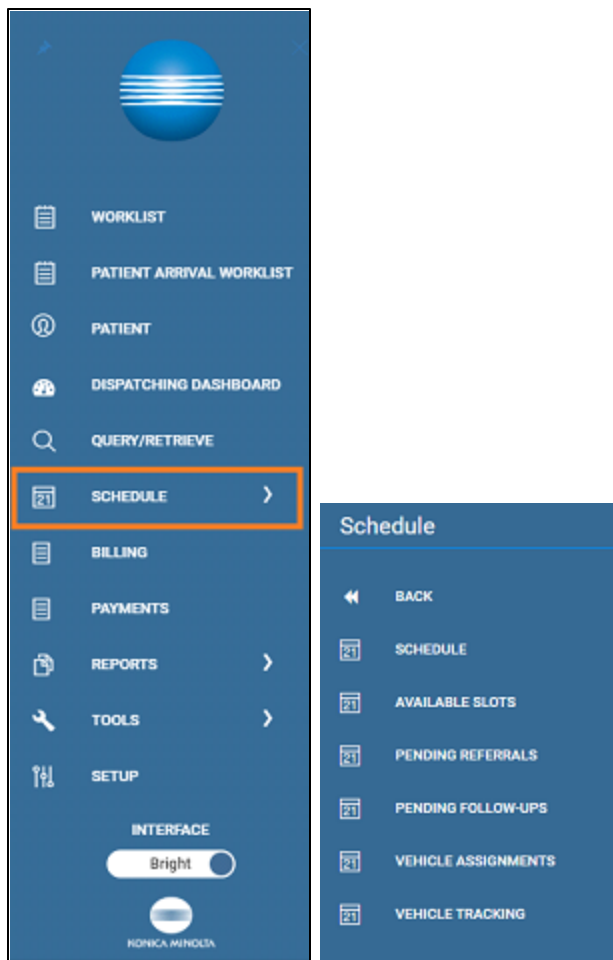 WORKLIST
PATIENT ARRIVAL WORKLIST
PATIENT
DISPATCHING DASHBOARD
QUERY/RETRIEVE
21 SCHEDULE
BILLING
PAYMENTS
REPORTS
TOOLS
SETUP
INTERFACE
Bright
KONICA MINOLTA
Schedule
BACK
21 SCHEDULE
21 AVAILABLE SLOTS
21 PENDING REFERRALS
21 PENDING FOLLOW-UPS
21 VEHICLE ASSIGNMENTS
21 VEHICLE TRACKING